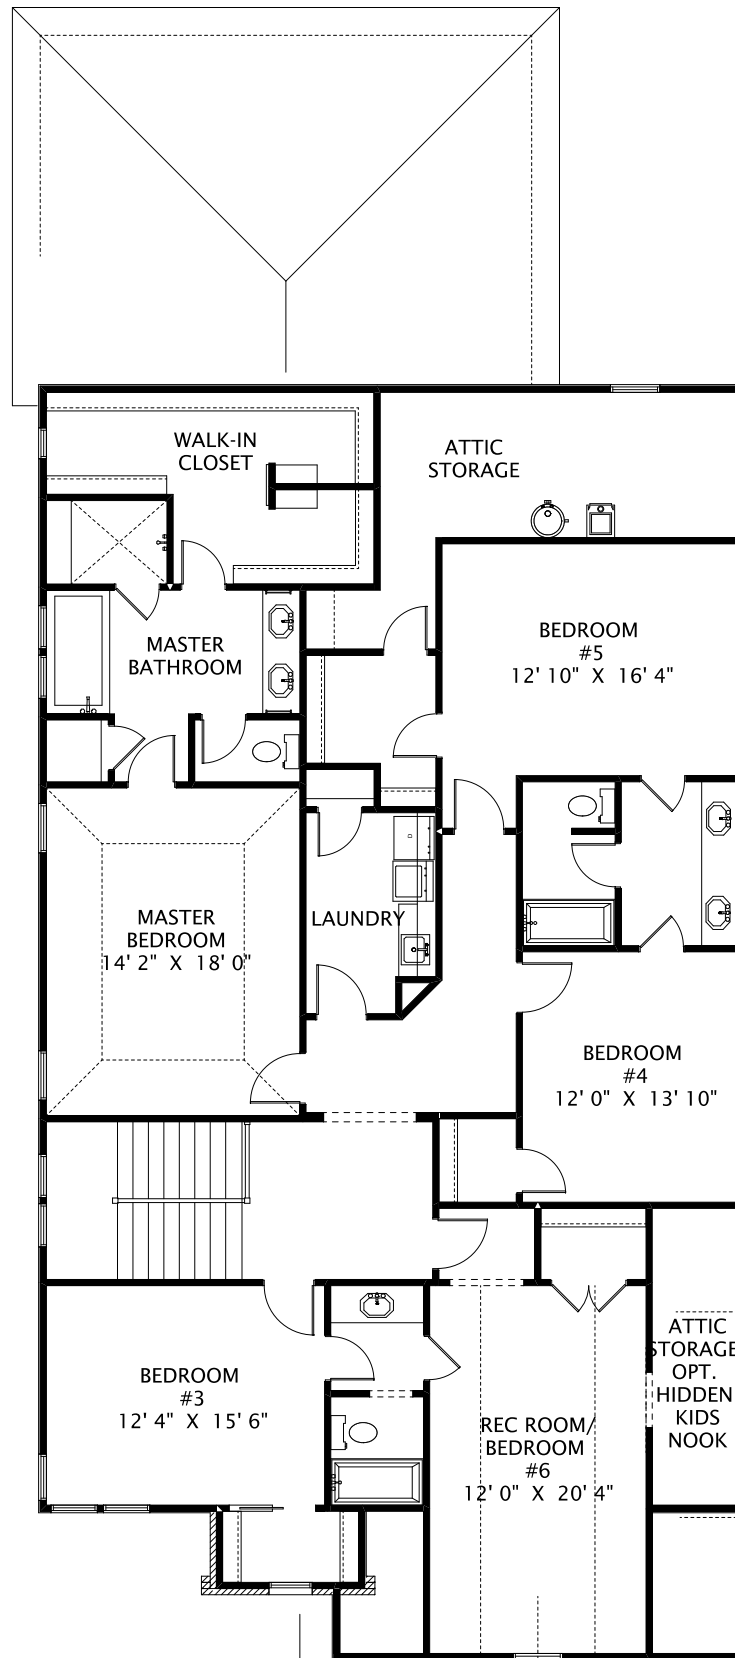 WALK-IN
CLOSET
ATTIC
STORAGE
MASTER
BATHROOM
BEDROOM
#5
12' 10" X 16' 4"
MASTER
BEDROOM
14' 2" X 18' 0"
LAUNDRY
BEDROOM
#4
12' 0" X 13' 10"
BEDROOM
#3
12' 4" X 15' 6"
REC ROOM/
BEDROOM
#6
12' 0" X 20' 4"
ATTIC
STORAGE
OPT.
HIDDEN
KIDS
NOOK